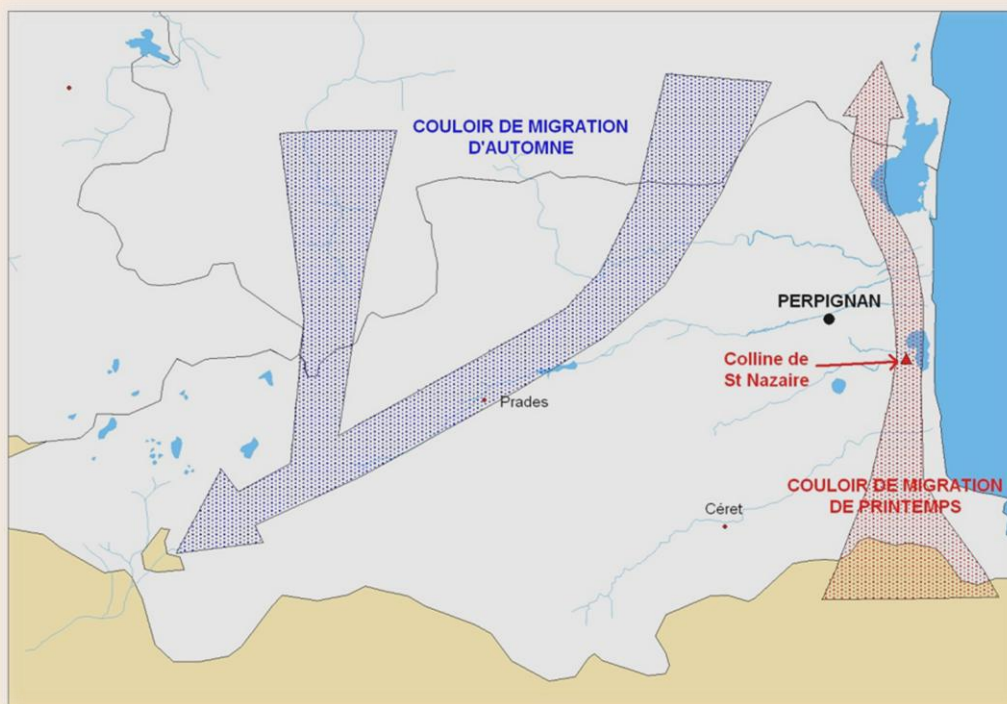 COULOIR DE MIGRATION
D'AUTOMNE
PERPIGNAN
Colline de
St Nazaire
Prades
COULOIR DE MIGRATION
DE PRINTEMPS
Céret